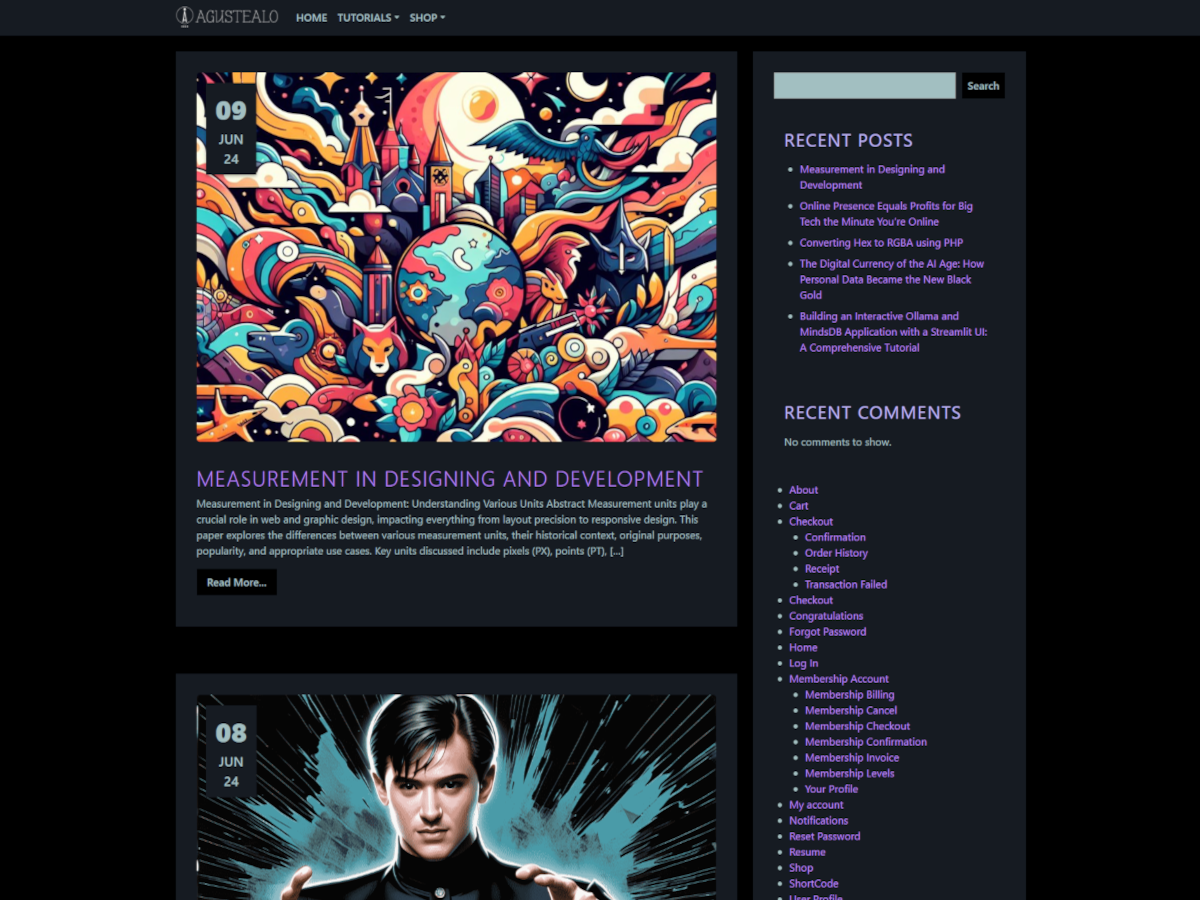 AGUSTEALO HOME TUTORIALS SHOP
09
JUN
24
MEASUREMENT IN DESIGNING AND DEVELOPMENT
Measurement in Designing and Development: Understanding Various Units Abstract Measurement units play a
crucial role in web and graphic design, impacting everything from layout precision to responsive design. This
paper explores the differences between various measurement units, their historical context, original purposes,
popularity, and appropriate use cases. Key units discussed include pixels (PX), points (PT), [...]
Read More...
08
JUN
24
Search
RECENT POSTS
Measurement in Designing and
Development
Online Presence Equals Profits for Big
Tech the Minute You're Online
Converting Hex to RGBA using PHP
The Digital Currency of the AI Age: How
Personal Data Became the New Black
Gold
Building an Interactive Ollama and
MindsDB Application with a Streamlit UI:
A Comprehensive Tutorial
RECENT COMMENTS
No comments to show.
About
Cart
Checkout
Confirmation
Order History
Receipt
Transaction Failed
Checkout
Congratulations
Forgot Password
Home
Log In
Membership Account
Membership Billing
Membership Cancel
Membership Checkout
Membership Confirmation
Membership Invoice
Membership Levels
Your Profile
My account
Notifications
Reset Password
Resume
Shop
ShortCode
User Profile